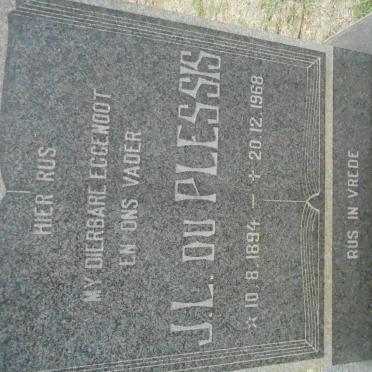 HIER RUS
MY DIERBARE EGGENOOT
EN ONS VADER
J.L. DU PLESSIS
☆ 10.8.1894 — ✝ 20.12.1968
RUS IN VREDE